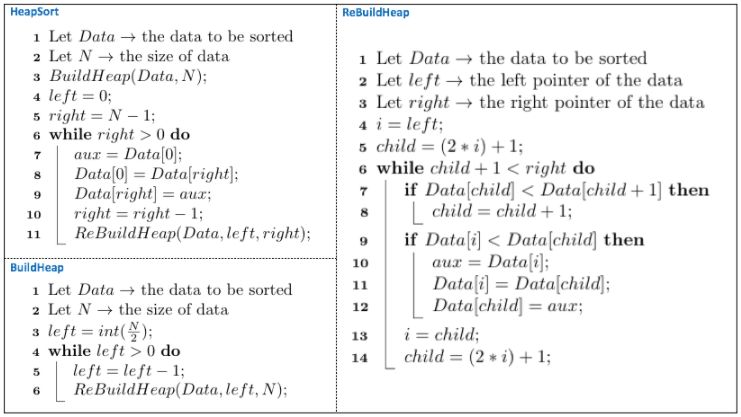 HeapSort
1 Let Data → the data to be sorted
2 Let N → the size of data
3 BuildHeap(Data, N);
4 left = 0;
5 right = N − 1;
6 while right > 0 do
7 aux = Data[0];
8 Data[0] = Data[right];
9 Data[right] = aux;
10 right = right − 1;
11 ReBuildHeap(Data, left, right);
BuildHeap
1 Let Data → the data to be sorted
2 Let N → the size of data
3 left = int(N/2);
4 while left > 0 do
5 left = left − 1;
6 ReBuildHeap(Data, left, N);
ReBuildHeap
1 Let Data → the data to be sorted
2 Let left → the left pointer of the data
3 Let right → the right pointer of the data
4 i = left;
5 child = (2 * i) + 1;
6 while child + 1 < right do
7 if Data[child] < Data[child + 1] then
8 child = child + 1;
9 if Data[i] < Data[child] then
10 aux = Data[i];
11 Data[i] = Data[child];
12 Data[child] = aux;
13 i = child;
14 child = (2 * i) + 1;